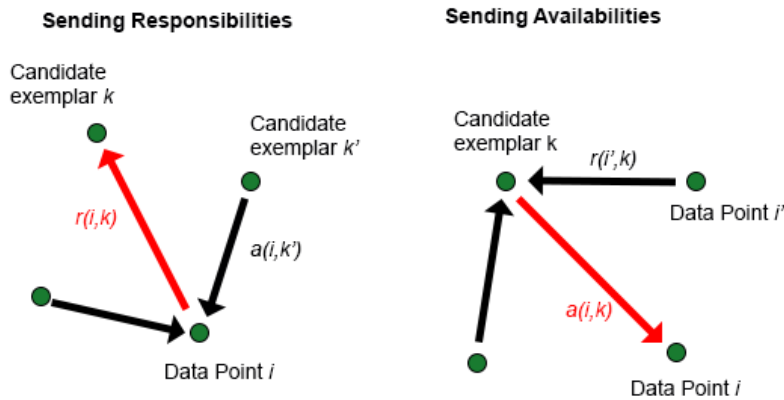 Sending Responsibilities
Candidate
exemplar k
Candidate
exemplar k’
r(i,k)
a(i,k’)
Data Point i
Sending Availabilities
Candidate
exemplar k
r(i’,k)
Data Point i’
a(i,k)
Data Point i